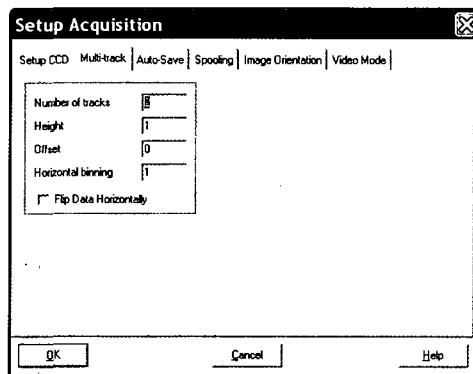 Setup Acquisition
Setup CCD Multi-track Auto-Save Spooling Image Orientation Video Mode
Number of tracks
Height 1
Offset 0
Horizontal binning 1
Flip Data Horizontally
OK Cancel Help